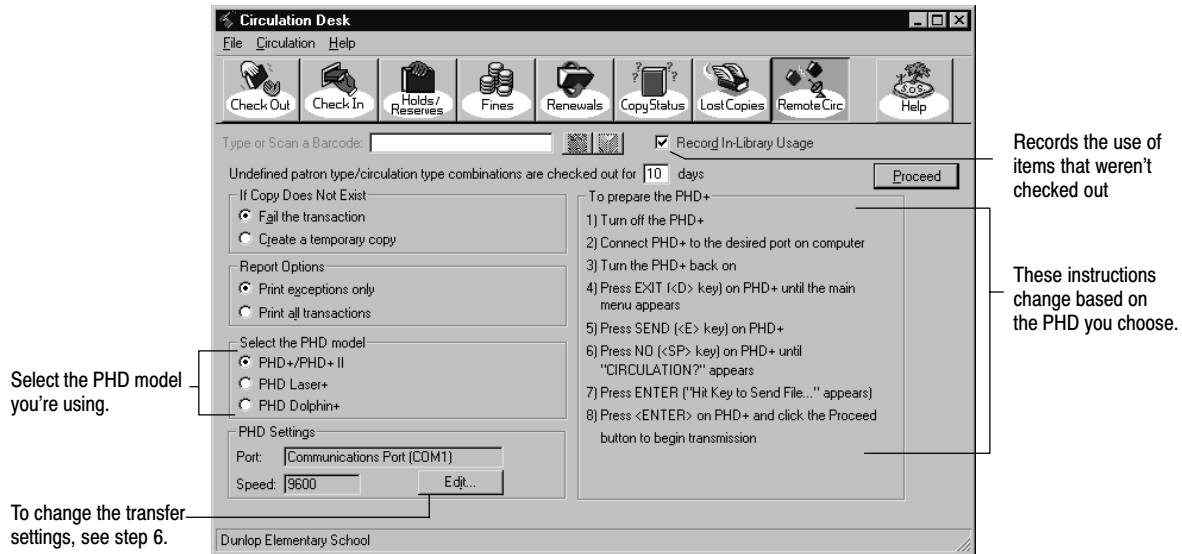 Circulation Desk
File Circulation Help
Check Out
Check In
Holds/
Reserves
Fines
Renewals
Copy Status
Lost Copies
Remote Circ
S.O.S.
Help
Type or Scan a Barcode:
Record In-Library Usage
Undefined patron type/circulation type combinations are checked out for 10 days
Proceed
If Copy Does Not Exist
Fail the transaction
Create a temporary copy
Report Options
Print exceptions only
Print all transactions
Select the PHD model
PHD+/PHD+ II
PHD Laser+
PHD Dolphin+
PHD Settings
Port: Communications Port (COM1)
Speed: 9600
Edit...
To prepare the PHD+
1) Turn off the PHD+
2) Connect PHD+ to the desired port on computer
3) Turn the PHD+ back on
4) Press EXIT (<D> key) on PHD+ until the main
menu appears
5) Press SEND (<E> key) on PHD+
6) Press NO (<SP> key) on PHD+ until
"CIRCULATION?" appears
7) Press ENTER ("Hit Key to Send File..." appears)
8) Press <ENTER> on PHD+ and click the Proceed
button to begin transmission
Dunlop Elementary School
Select the PHD model
you're using.
To change the transfer
settings, see step 6.
Records the use of
items that weren't
checked out
These instructions
change based on
the PHD you choose.